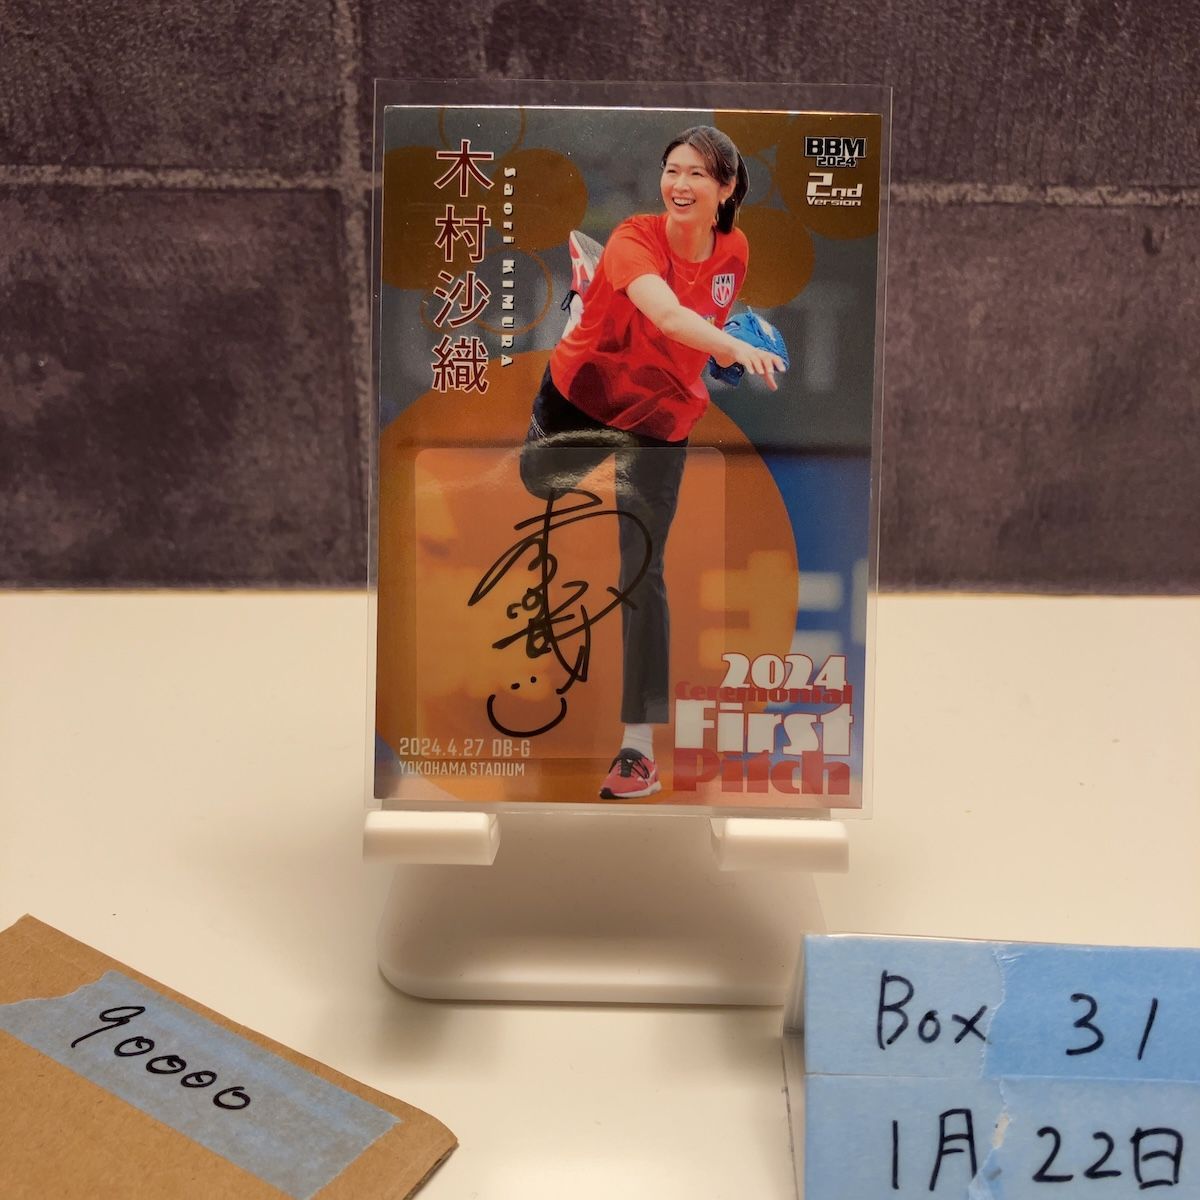 木村沙織
Saori KIMURA
BBM
2024
2nd
Version
JVA
2024
Ceremonial
First
Pitch
2024.4.27 DB-G
YOKOHAMA STADIUM
90000
Box 31
1月22日